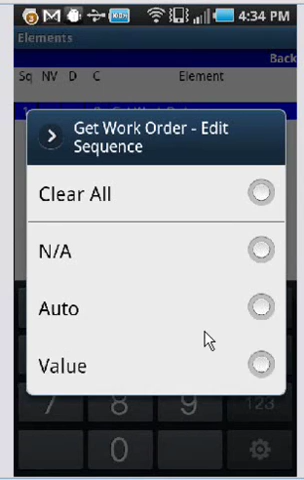 4:34 PM
Elements
Back
Sq NV D C Element
Get Work Order - Edit
Sequence
Clear All
N/A
Auto
Value
7 8 9 123
0